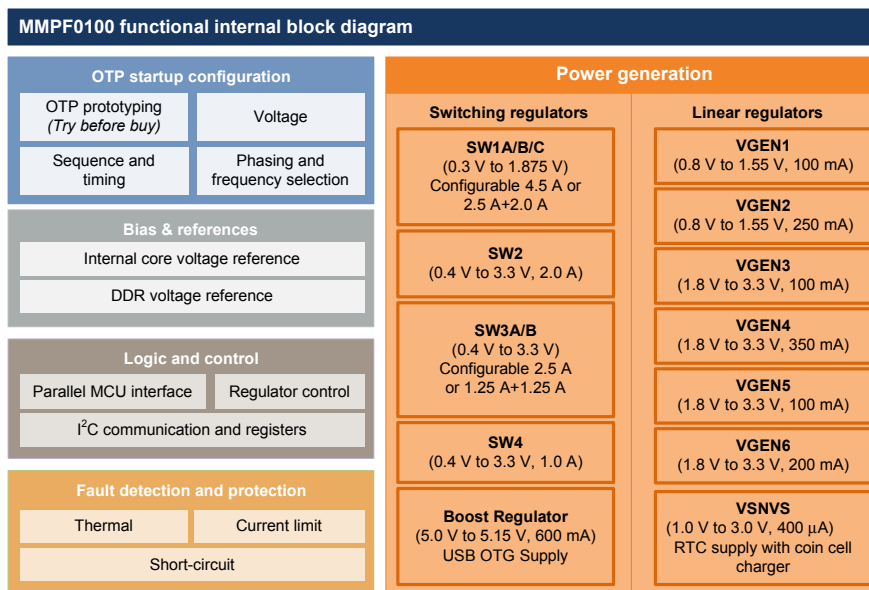 MMPF0100 functional internal block diagram
OTP startup configuration
OTP prototyping
(Try before buy)
Voltage
Sequence and
timing
Phasing and
frequency selection
Bias & references
Internal core voltage reference
DDR voltage reference
Logic and control
Parallel MCU interface
Regulator control
I²C communication and registers
Fault detection and protection
Thermal
Current limit
Short-circuit
Power generation
Switching regulators
SW1A/B/C
(0.3 V to 1.875 V)
Configurable 4.5 A or
2.5 A+2.0 A
SW2
(0.4 V to 3.3 V, 2.0 A)
SW3A/B
(0.4 V to 3.3 V)
Configurable 2.5 A
or 1.25 A+1.25 A
SW4
(0.4 V to 3.3 V, 1.0 A)
Boost Regulator
(5.0 V to 5.15 V, 600 mA)
USB OTG Supply
Linear regulators
VGEN1
(0.8 V to 1.55 V, 100 mA)
VGEN2
(0.8 V to 1.55 V, 250 mA)
VGEN3
(1.8 V to 3.3 V, 100 mA)
VGEN4
(1.8 V to 3.3 V, 350 mA)
VGEN5
(1.8 V to 3.3 V, 100 mA)
VGEN6
(1.8 V to 3.3 V, 200 mA)
VSNVS
(1.0 V to 3.0 V, 400 μA)
RTC supply with coin cell
charger